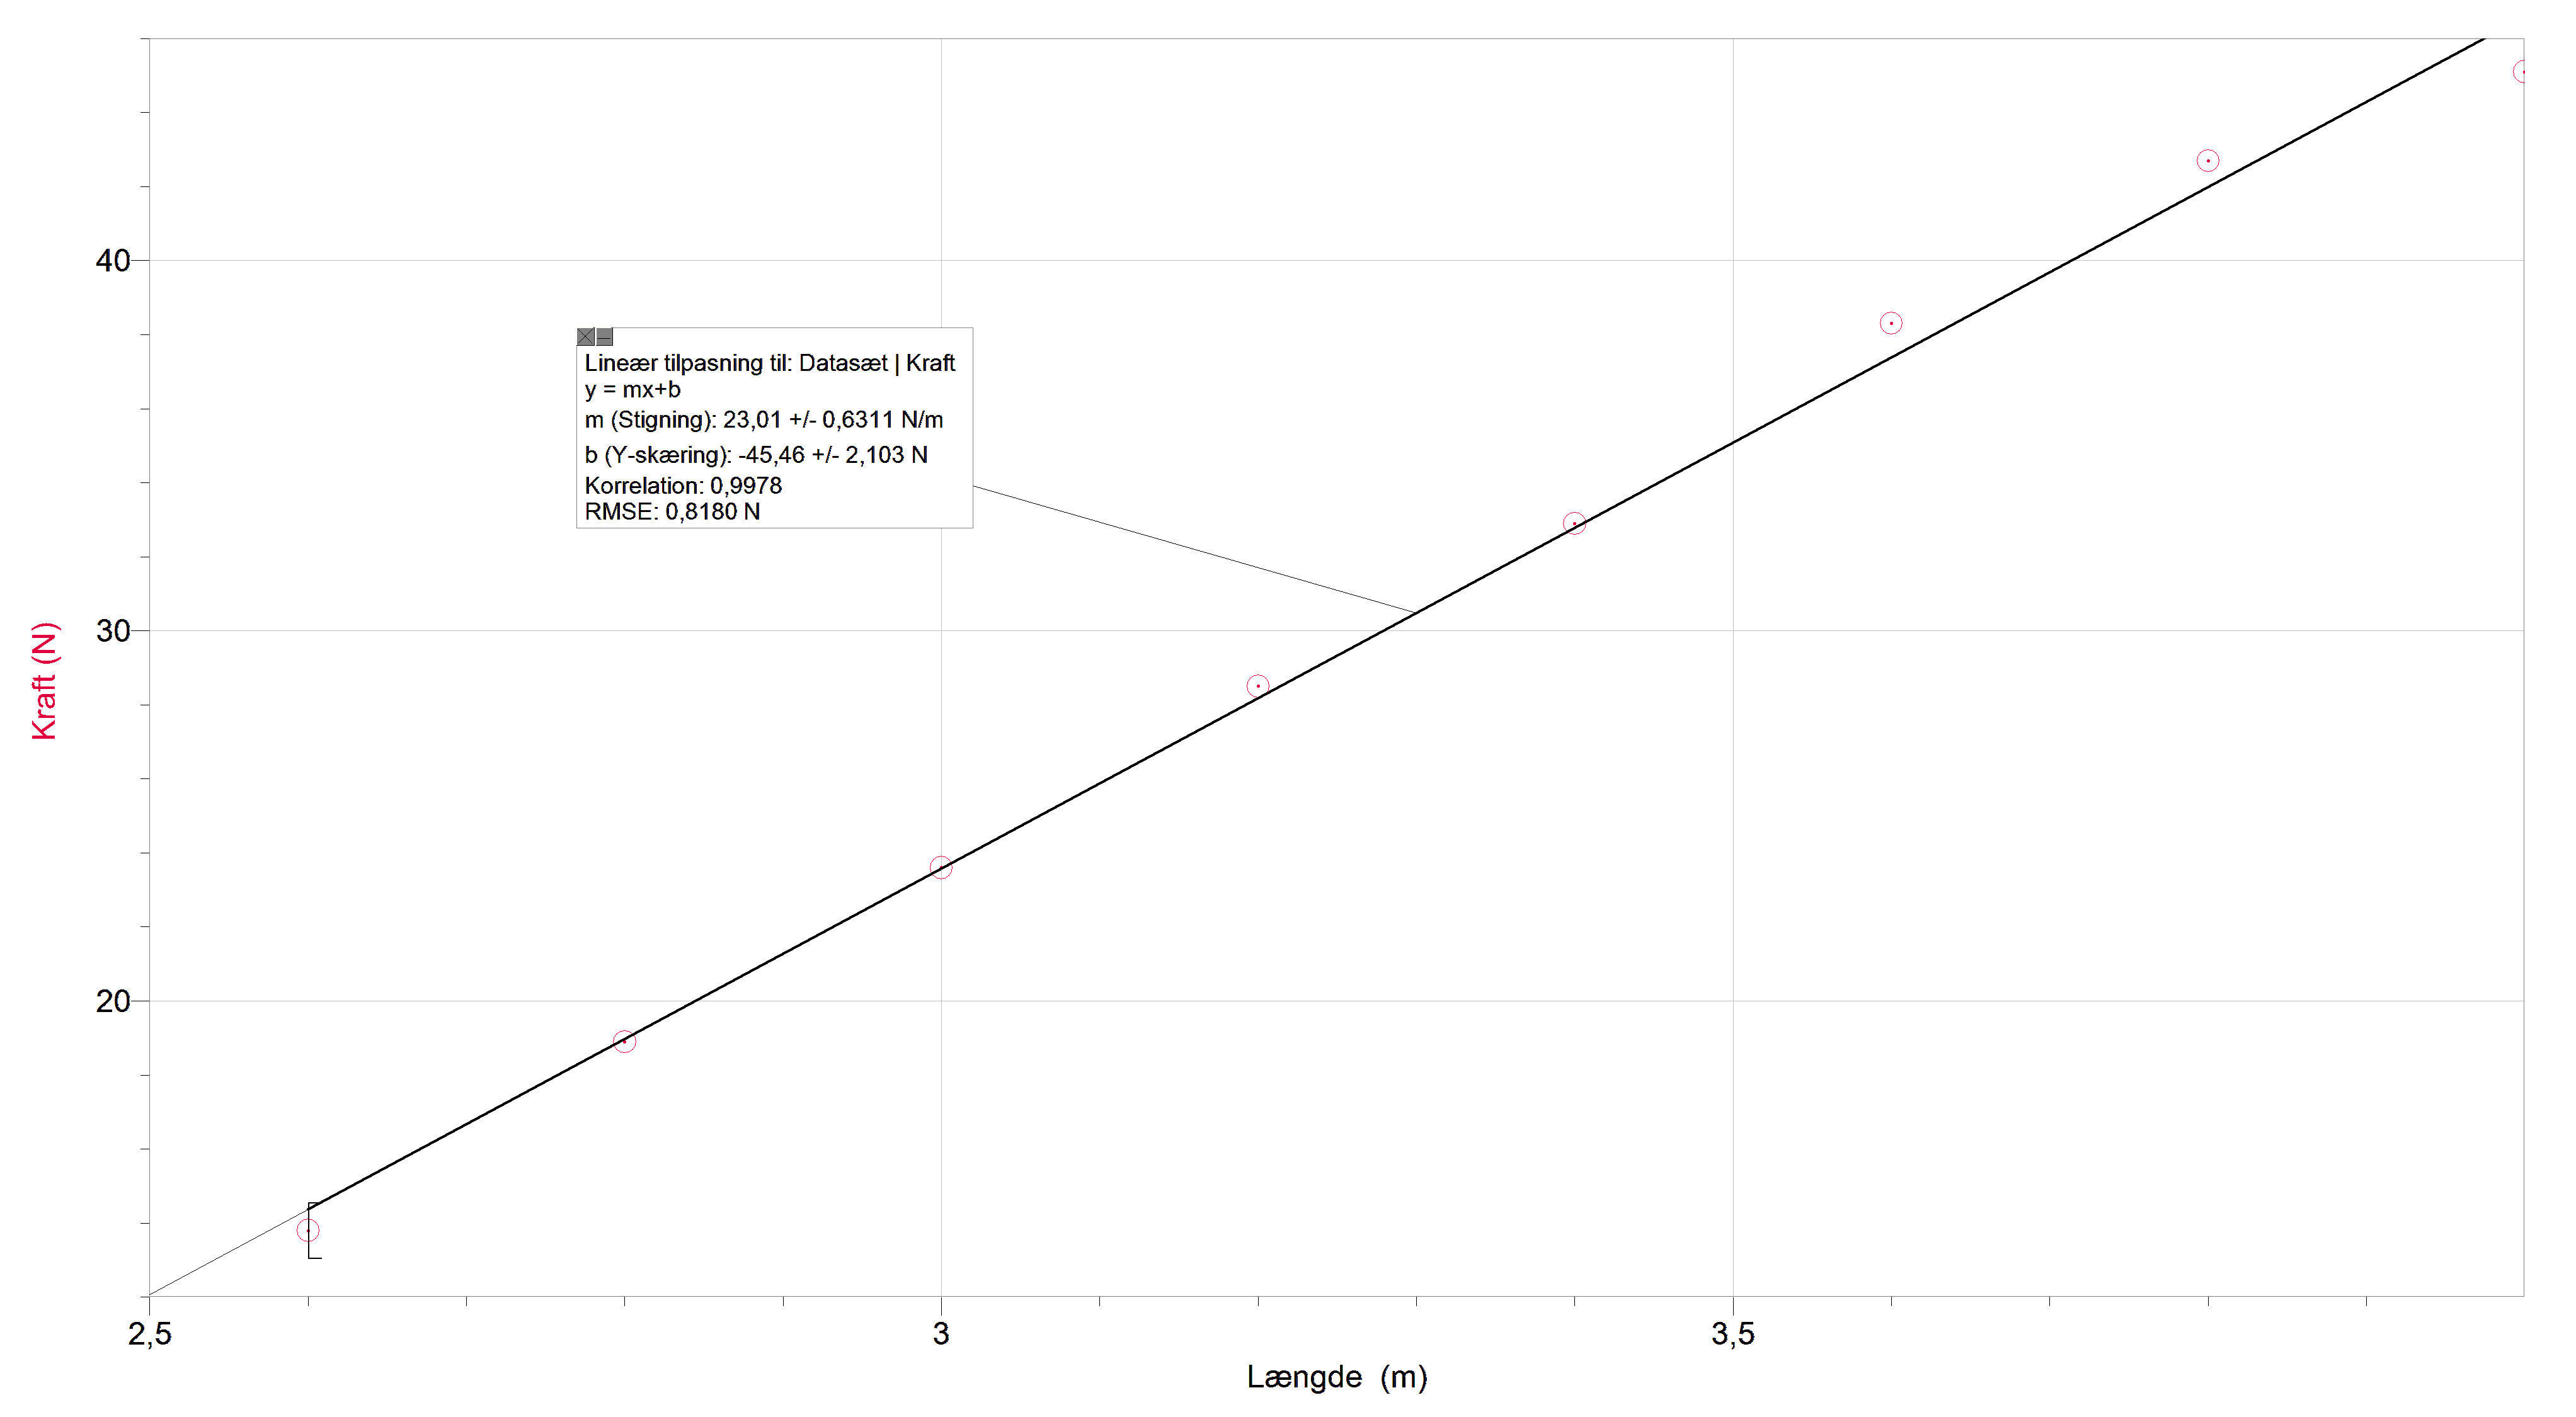 40
30
20
Kraft (N)
Lineær tilpasning til: Datasæt | Kraft
y = mx+b
m (Stigning): 23,01 +/- 0,6311 N/m
b (Y-skæring): -45,46 +/- 2,103 N
Korrelation: 0,9978
RMSE: 0,8180 N
2,5 3 3,5
Længde (m)